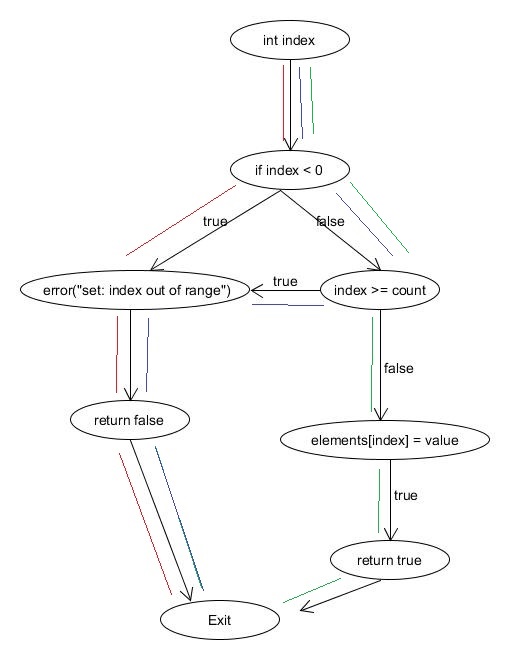 int index
if index < 0
true
false
error("set: index out of range")
true
index >= count
false
return false
elements[index] = value
true
return true
Exit